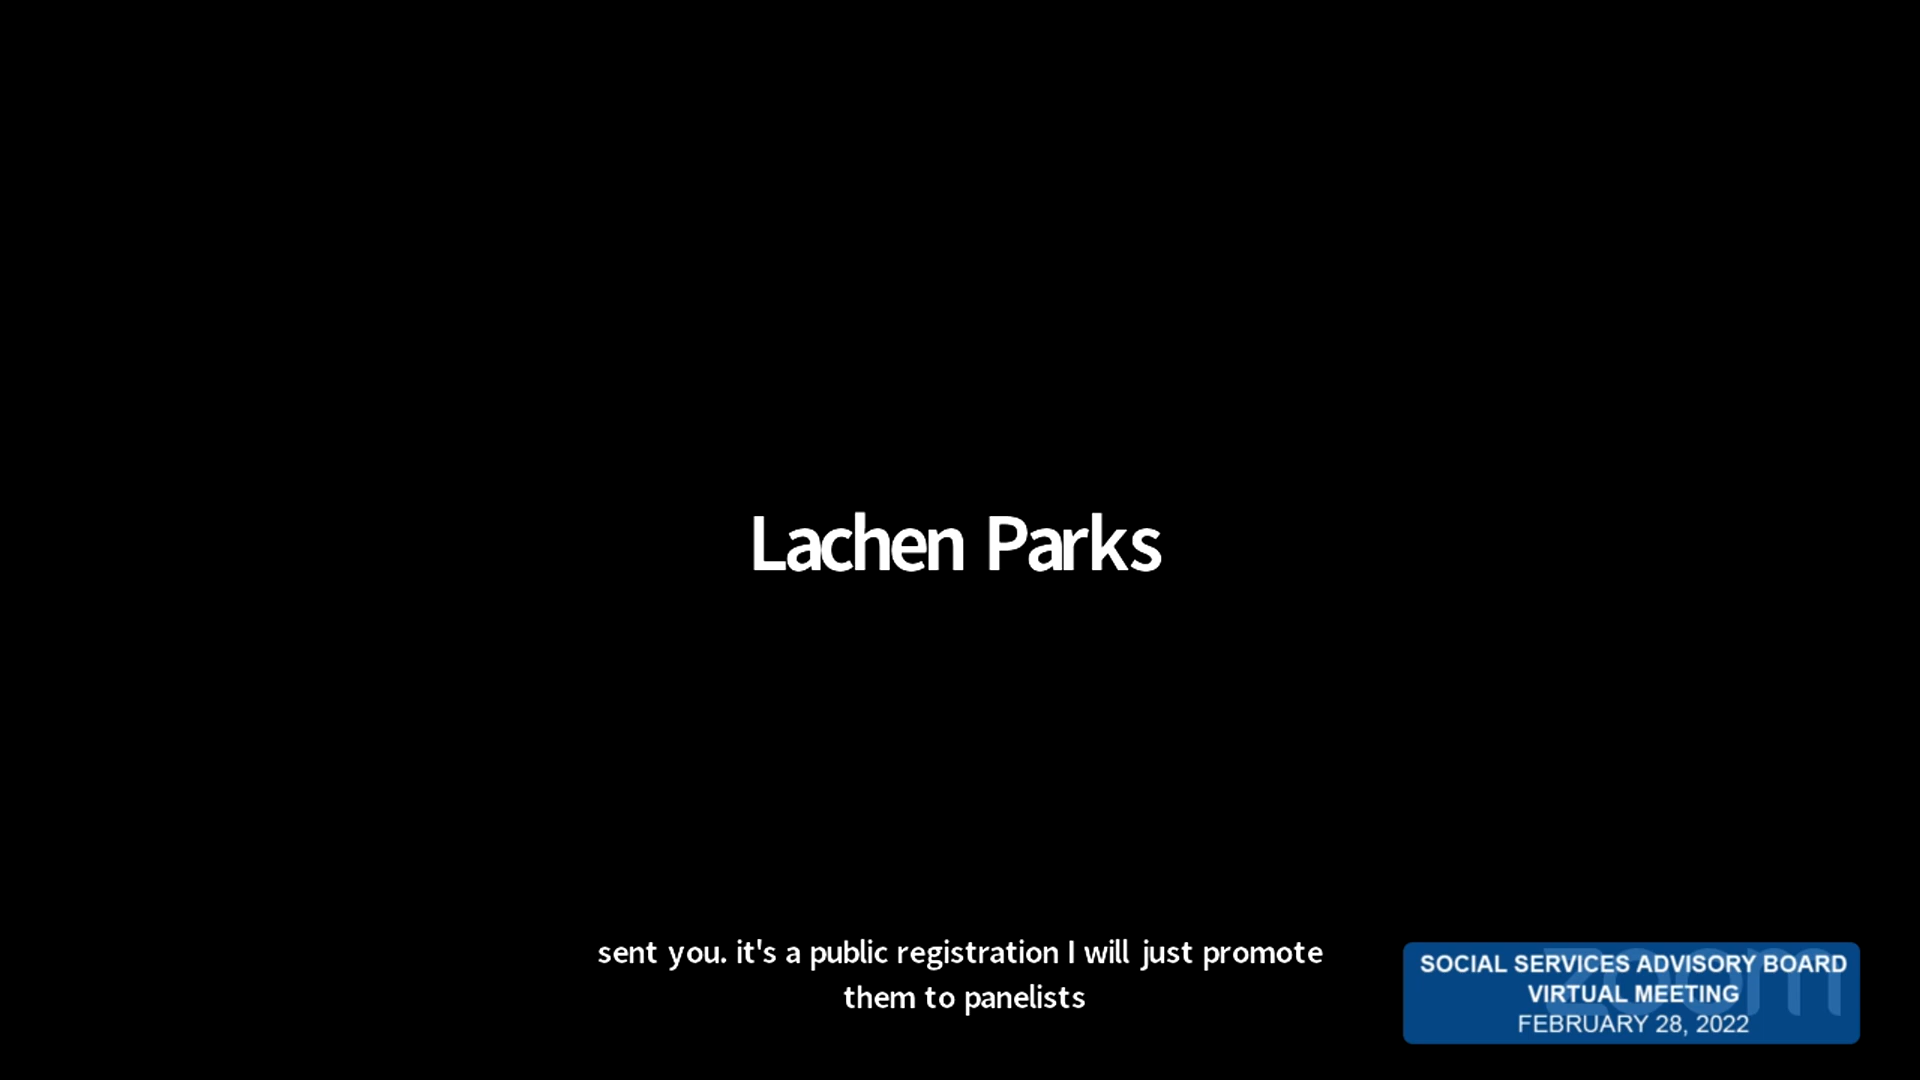 Lachen Parks
sent you. it's a public registration I will just promote
them to panelists
SOCIAL SERVICES ADVISORY BOARD
VIRTUAL MEETING
FEBRUARY 28, 2022
zoom